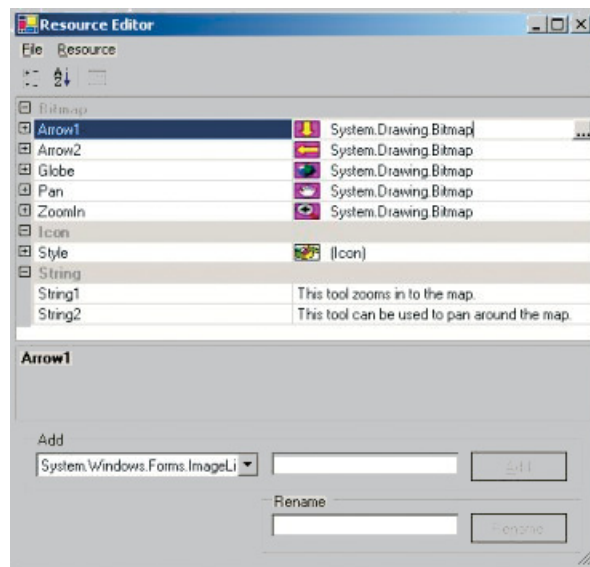 Resource Editor
File Resource
Bitmap
Arrow1 System.Drawing.Bitmap ...
Arrow2 System.Drawing.Bitmap
Globe System.Drawing.Bitmap
Pan System.Drawing.Bitmap
ZoomIn System.Drawing.Bitmap
Icon
Style (Icon)
String
String1 This tool zooms in to the map.
String2 This tool can be used to pan around the map.
Arrow1
Add
System.Windows.Forms.ImageLi Add
Rename
Rename